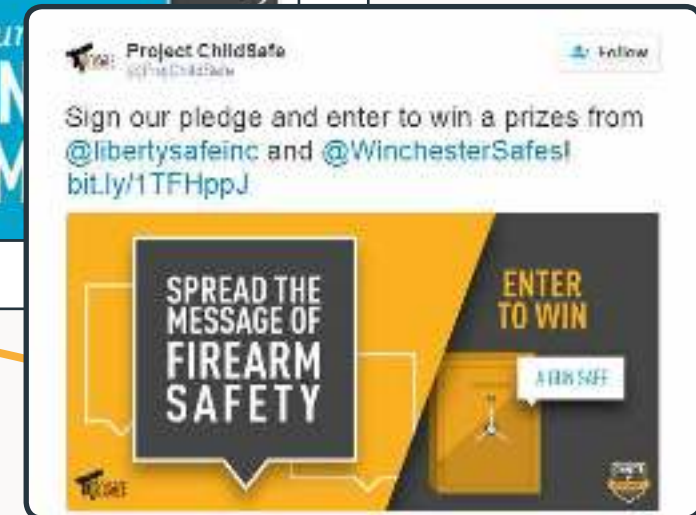 Project ChildSafe
@ProjChildSafe
Follow
Sign our pledge and enter to win a prizes from
@libertysafeinc and @WinchesterSafes!
bit.ly/1TFHppJ
SPREAD THE
MESSAGE OF
FIREARM
SAFETY
ENTER
TO WIN
A GUN SAFE